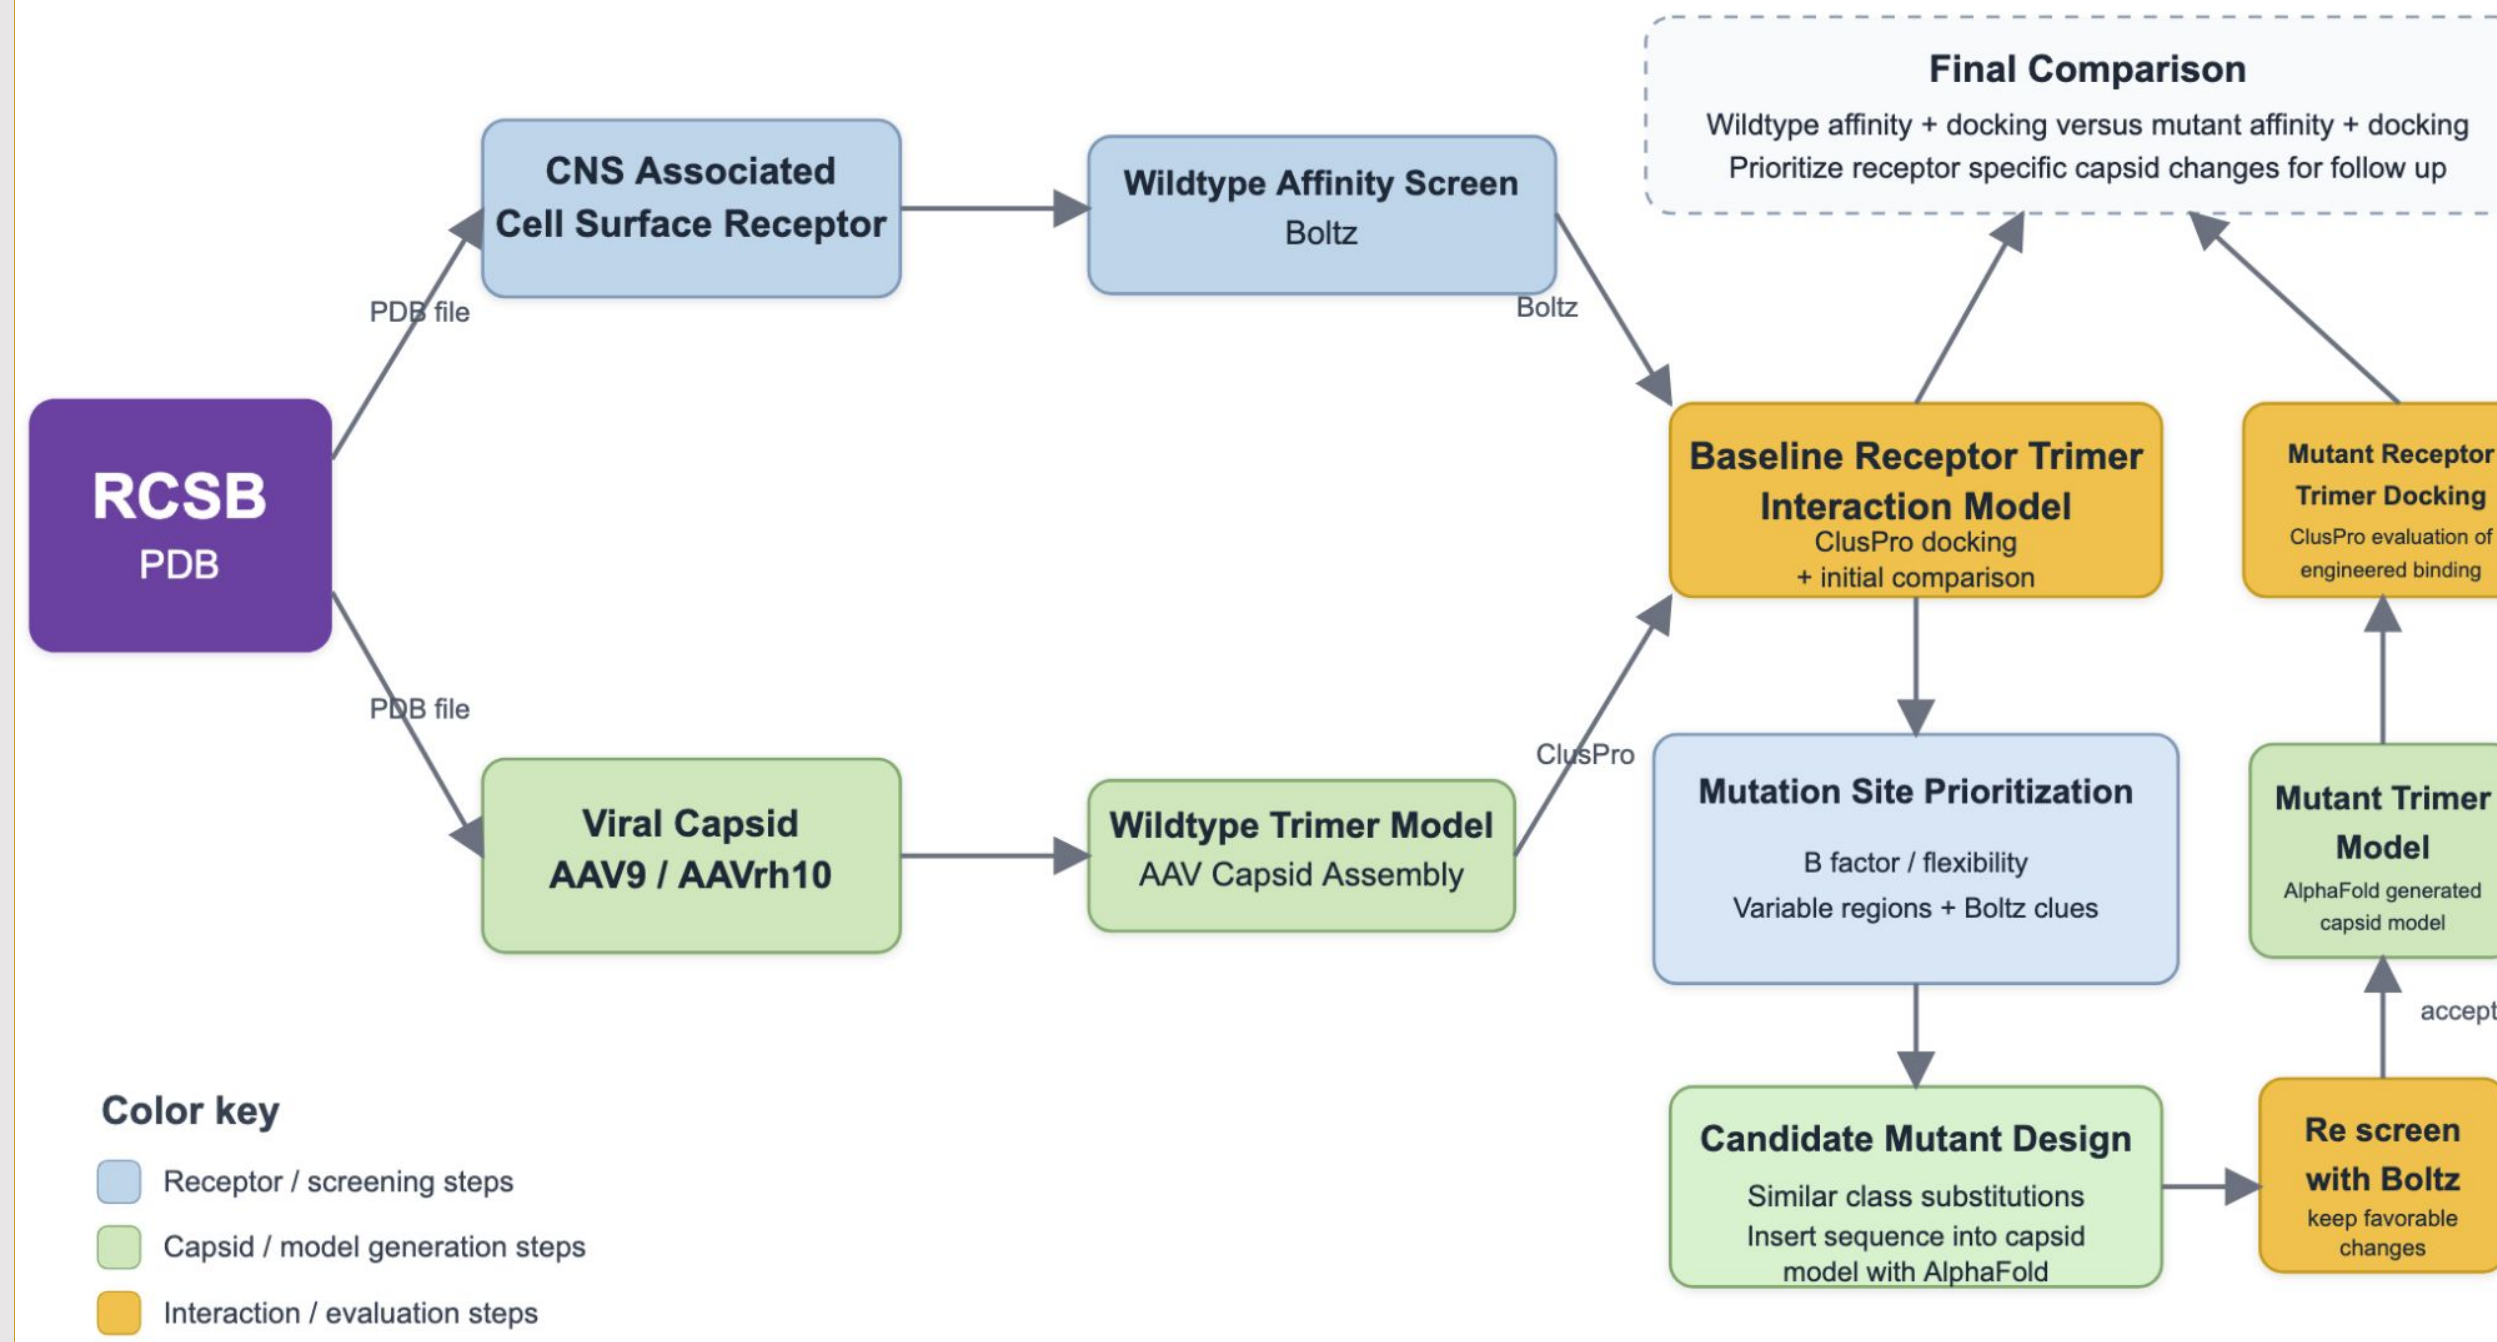 Final Comparison
Wildtype affinity + docking versus mutant affinity + docking
Prioritize receptor specific capsid changes for follow up
CNS Associated
Cell Surface Receptor
Wildtype Affinity Screen
Boltz
PDB file
Boltz
RCSB
PDB
Baseline Receptor Trimer
Interaction Model
ClusPro docking
+ initial comparison
Mutant Receptor
Trimer Docking
ClusPro evaluation of
engineered binding
PDB file
ClusPro
Viral Capsid
AAV9 / AAVrh10
Wildtype Trimer Model
AAV Capsid Assembly
Mutation Site Prioritization
B factor / flexibility
Variable regions + Boltz clues
Mutant Trimer
Model
AlphaFold generated
capsid model
accept
Candidate Mutant Design
Similar class substitutions
Insert sequence into capsid
model with AlphaFold
Re screen
with Boltz
keep favorable
changes
Color key
Receptor / screening steps
Capsid / model generation steps
Interaction / evaluation steps